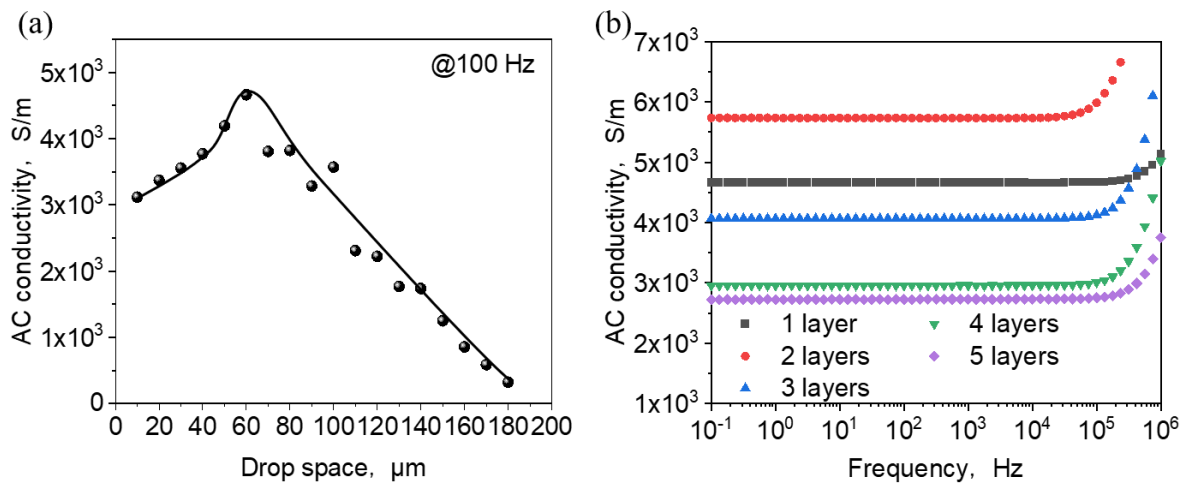 (a)
@100 Hz
AC conductivity, S/m
5x10³
4x10³
3x10³
2x10³
1x10³
0
0 20 40 60 80 100 120 140 160 180 200
Drop space, μm
(b)
AC conductivity, S/m
7x10³
6x10³
5x10³
4x10³
3x10³
2x10³
1x10³
1 layer
2 layers
3 layers
4 layers
5 layers
10⁻¹ 10⁰ 10¹ 10² 10³ 10⁴ 10⁵ 10⁶
Frequency, Hz